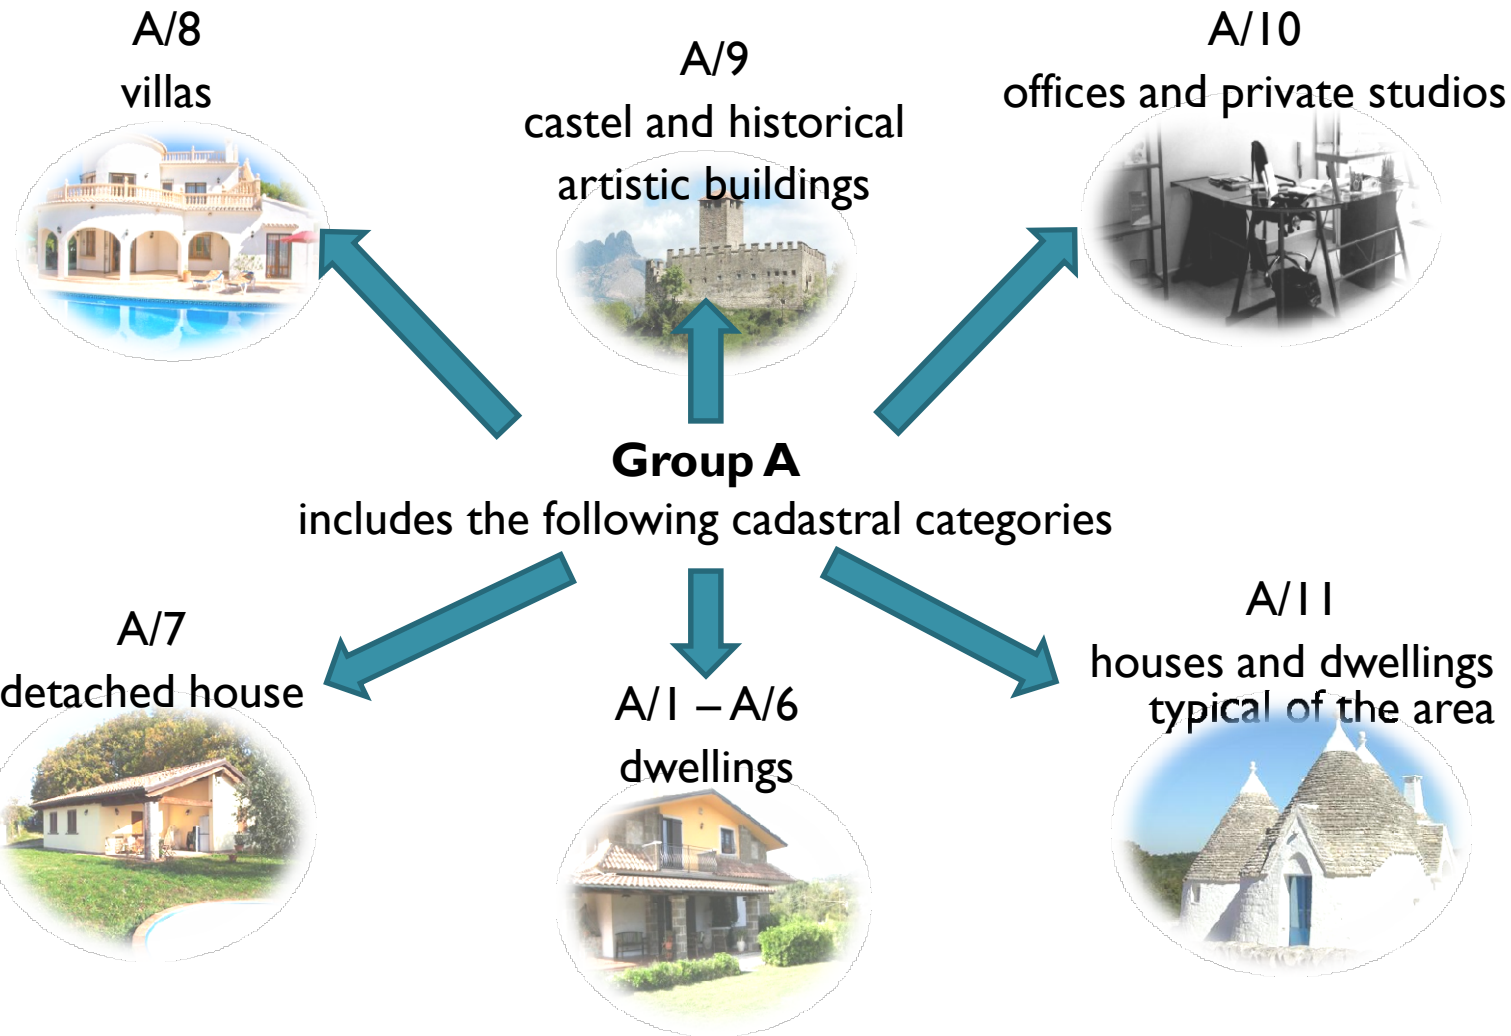 A/8
villas
A/9
castel and historical
artistic buildings
A/10
offices and private studios
Group A
includes the following cadastral categories
A/7
detached house
A/1 – A/6
dwellings
A/11
houses and dwellings
typical of the area